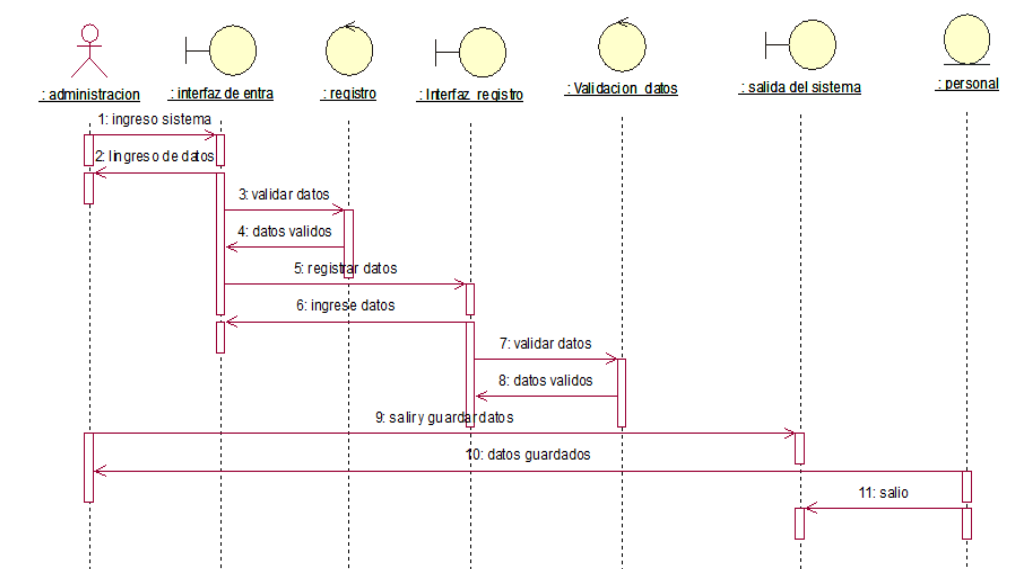 : administracion
: interfaz de entra
: registro
: Interfaz registro
: Validacion datos
: salida del sistema
: personal
1: ingreso sistema
2: Iingreso de datos
3: validar datos
4: datos validos
5: registrar datos
6: ingrese datos
7: validar datos
8: datos validos
9: salir y guardar datos
10: datos guardados
11: salio